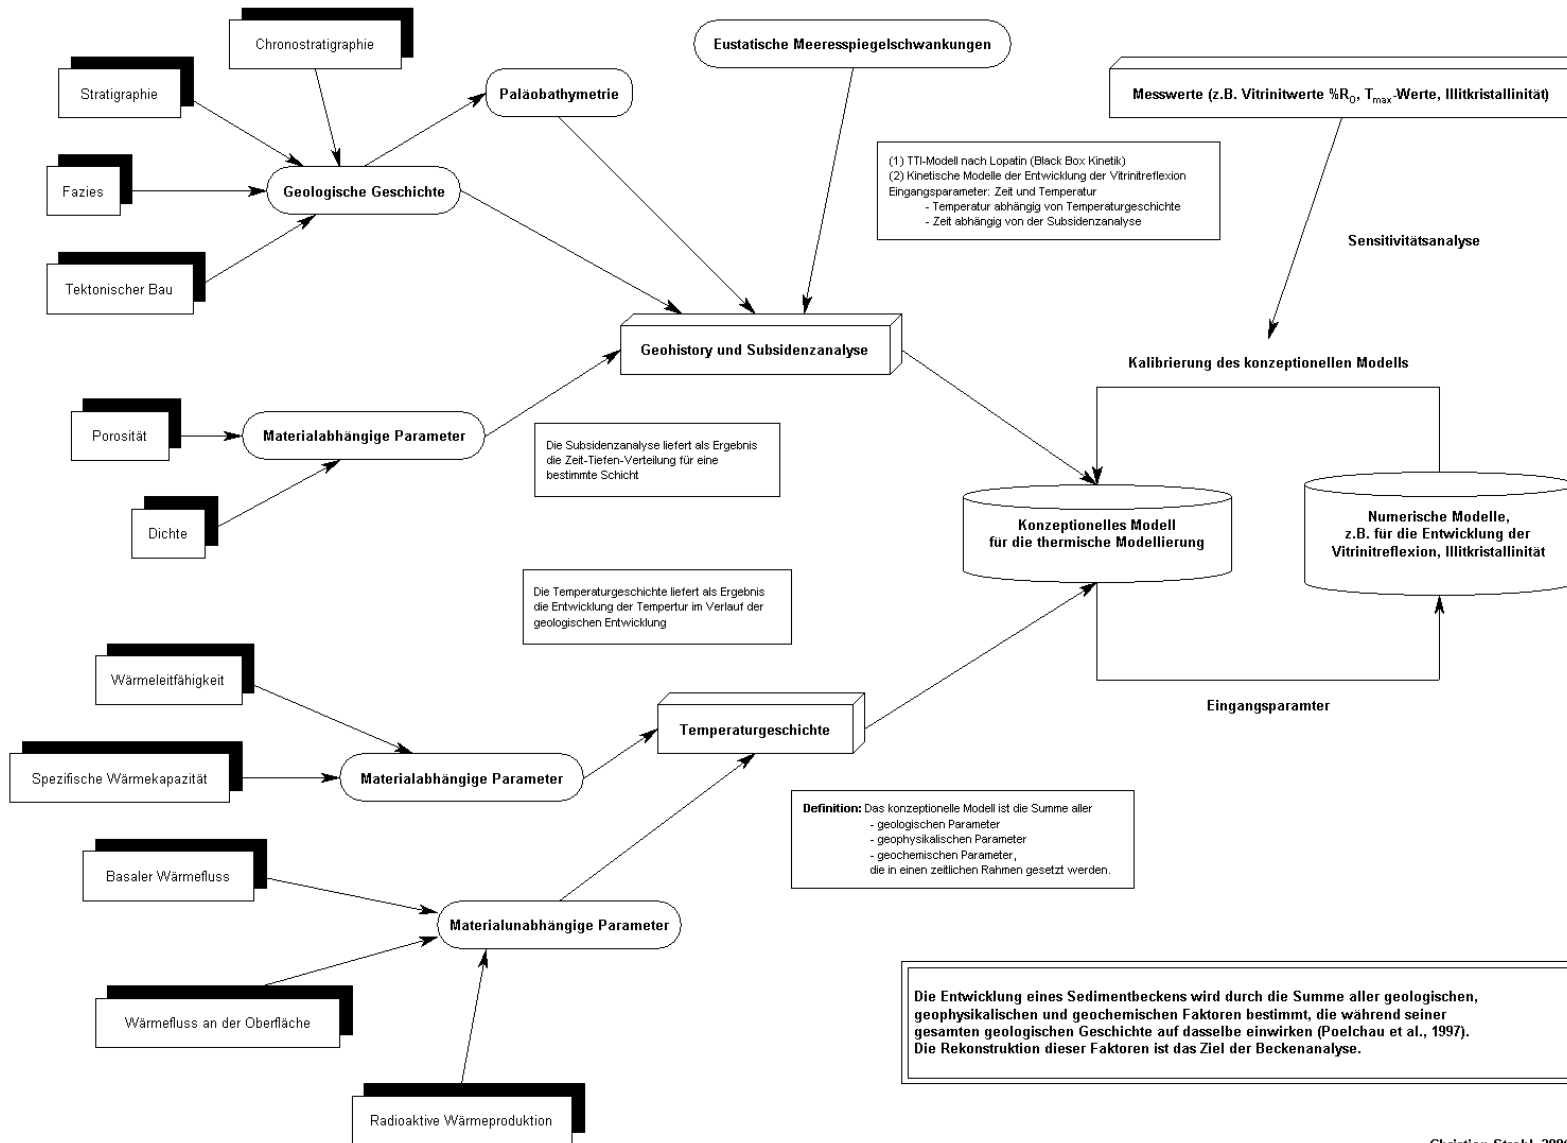 Chronostratigraphie
Eustatische Meeresspiegelschwankungen
Stratigraphie
Paläobathymetrie
Messwerte (z.B. Vitrinitwerte %R0, Tmax-Werte, Illitkristallinität)
(1) TTI-Modell nach Lopatin (Black Box Kinetik)
(2) Kinetische Modelle der Entwicklung der Vitrinitreflexion
Eingangsparameter: Zeit und Temperatur
- Temperatur abhängig von Temperaturgeschichte
- Zeit abhängig von der Subsidenzanalyse
Fazies
Geologische Geschichte
Sensitivitätsanalyse
Tektonischer Bau
Geohistory und Subsidenzanalyse
Kalibrierung des konzeptionellen Modells
Porosität
Materialabhängige Parameter
Die Subsidenzanalyse liefert als Ergebnis
die Zeit-Tiefen-Verteilung für eine
bestimmte Schicht
Dichte
Konzeptionelles Modell
für die thermische Modellierung
Numerische Modelle,
z.B. für die Entwicklung der
Vitrinitreflexion, Illitkristallinität
Die Temperaturgeschichte liefert als Ergebnis
die Entwicklung der Tempertur im Verlauf der
geologischen Entwicklung
Wärmeleitfähigkeit
Temperaturgeschichte
Eingangsparamter
Spezifische Wärmekapazität
Materialabhängige Parameter
Definition: Das konzeptionelle Modell ist die Summe aller
- geologischen Parameter
- geophysikalischen Parameter
- geochemischen Parameter,
die in einen zeitlichen Rahmen gesetzt werden.
Basaler Wärmefluss
Materialunabhängige Parameter
Wärmefluss an der Oberfläche
Die Entwicklung eines Sedimentbeckens wird durch die Summe aller geologischen,
geophysikalischen und geochemischen Faktoren bestimmt, die während seiner
gesamten geologischen Geschichte auf dasselbe einwirken (Poelchau et al., 1997).
Die Rekonstruktion dieser Faktoren ist das Ziel der Beckenanalyse.
Radioaktive Wärmeproduktion
Christian